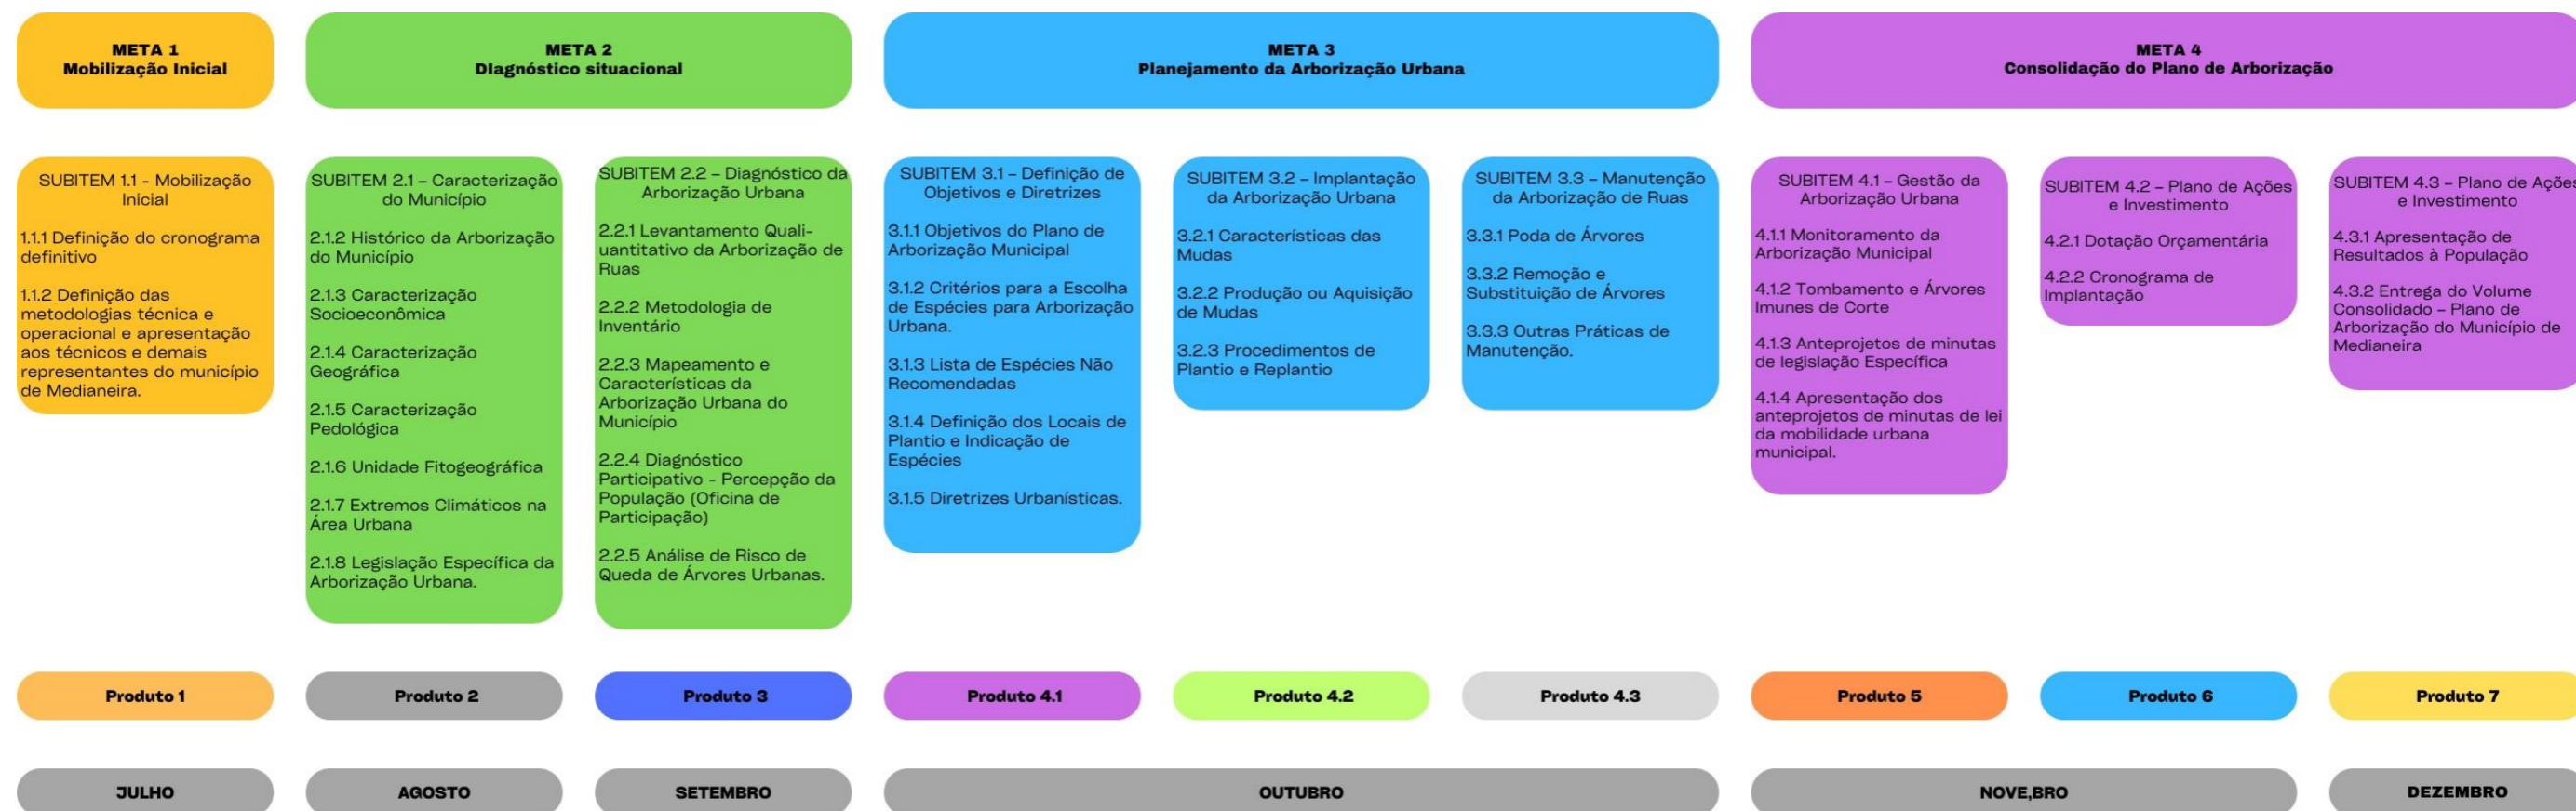 META 1
Mobilização Inicial
META 2
DIagnóstico situacional
META 3
Planejamento da Arborização Urbana
META 4
Consolidação do Plano de Arborização
SUBITEM 1.1 - Mobilização
Inicial
1.1.1 Definição do cronograma
definitivo
1.1.2 Definição das
metodologias técnica e
operacional e apresentação
aos técnicos e demais
representantes do município
de Medianeira.
SUBITEM 2.1 – Caracterização
do Município
2.1.2 Histórico da Arborização
do Município
2.1.3 Caracterização
Socioeconômica
2.1.4 Caracterização
Geográfica
2.1.5 Caracterização
Pedológica
2.1.6 Unidade Fitogeográfica
2.1.7 Extremos Climáticos na
Área Urbana
2.1.8 Legislação Específica da
Arborização Urbana.
SUBITEM 2.2 – Diagnóstico da
Arborização Urbana
2.2.1 Levantamento Quali-
uantitativo da Arborização de
Ruas
2.2.2 Metodologia de
Inventário
2.2.3 Mapeamento e
Características da
Arborização Urbana do
Município
2.2.4 Diagnóstico
Participativo - Percepção da
População (Oficina de
Participação)
2.2.5 Análise de Risco de
Queda de Árvores Urbanas.
SUBITEM 3.1 – Definição de
Objetivos e Diretrizes
3.1.1 Objetivos do Plano de
Arborização Municipal
3.1.2 Critérios para a Escolha
de Espécies para Arborização
Urbana.
3.1.3 Lista de Espécies Não
Recomendadas
3.1.4 Definição dos Locais de
Plantio e Indicação de
Espécies
3.1.5 Diretrizes Urbanísticas.
SUBITEM 3.2 – Implantação
da Arborização Urbana
3.2.1 Características das
Mudas
3.2.2 Produção ou Aquisição
de Mudas
3.2.3 Procedimentos de
Plantio e Replantio
SUBITEM 3.3 – Manutenção
da Arborização de Ruas
3.3.1 Poda de Árvores
3.3.2 Remoção e
Substituição de Árvores
3.3.3 Outras Práticas de
Manutenção.
SUBITEM 4.1 – Gestão da
Arborização Urbana
4.1.1 Monitoramento da
Arborização Municipal
4.1.2 Tombamento e Árvores
Imunes de Corte
4.1.3 Anteprojetos de minutas
de legislação Específica
4.1.4 Apresentação dos
anteprojetos de minutas de lei
da mobilidade urbana
municipal.
SUBITEM 4.2 – Plano de Ações
e Investimento
4.2.1 Dotação Orçamentária
4.2.2 Cronograma de
Implantação
SUBITEM 4.3 – Plano de Ações
e Investimento
4.3.1 Apresentação de
Resultados à População
4.3.2 Entrega do Volume
Consolidado – Plano de
Arborização do Município de
Medianeira
Produto 1
Produto 2
Produto 3
Produto 4.1
Produto 4.2
Produto 4.3
Produto 5
Produto 6
Produto 7
JULHO
AGOSTO
SETEMBRO
OUTUBRO
NOVE,BRO
DEZEMBRO